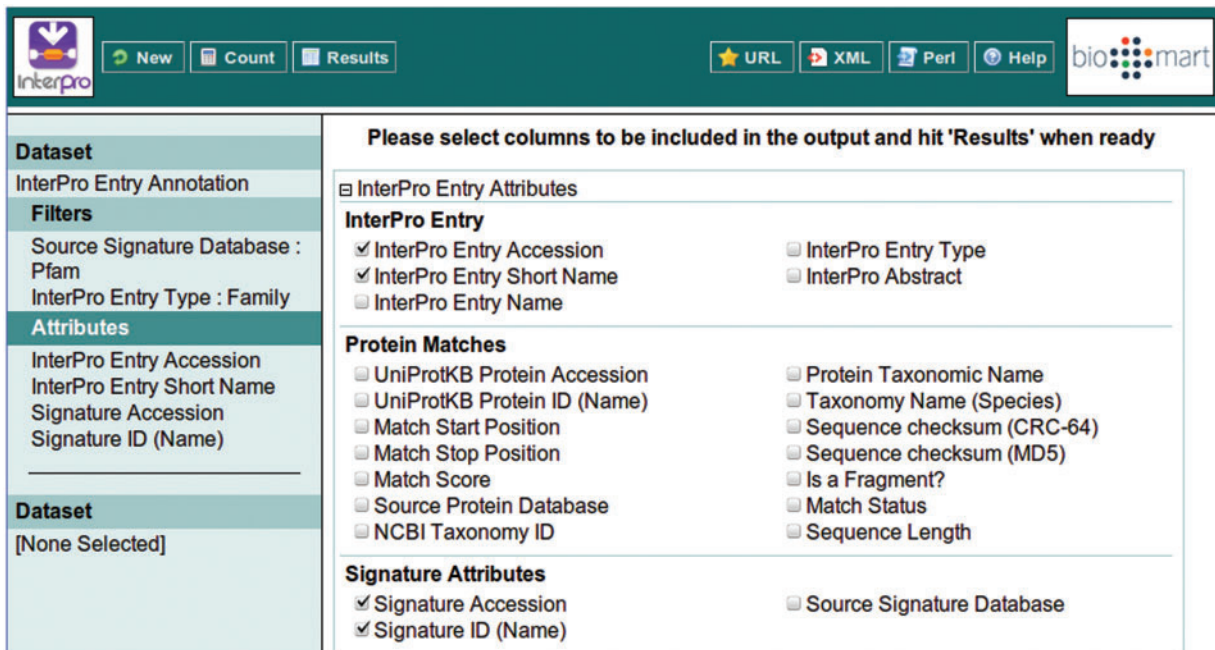 interpro
New
Count
Results
URL
XML
Perl
Help
bio mart
Dataset
InterPro Entry Annotation
Filters
Source Signature Database :
Pfam
InterPro Entry Type : Family
Attributes
InterPro Entry Accession
InterPro Entry Short Name
Signature Accession
Signature ID (Name)
Dataset
[None Selected]
Please select columns to be included in the output and hit 'Results' when ready
InterPro Entry Attributes
InterPro Entry
InterPro Entry Accession
InterPro Entry Short Name
InterPro Entry Name
InterPro Entry Type
InterPro Abstract
Protein Matches
UniProtKB Protein Accession
UniProtKB Protein ID (Name)
Match Start Position
Match Stop Position
Match Score
Source Protein Database
NCBI Taxonomy ID
Protein Taxonomic Name
Taxonomy Name (Species)
Sequence checksum (CRC-64)
Sequence checksum (MD5)
Is a Fragment?
Match Status
Sequence Length
Signature Attributes
Signature Accession
Signature ID (Name)
Source Signature Database